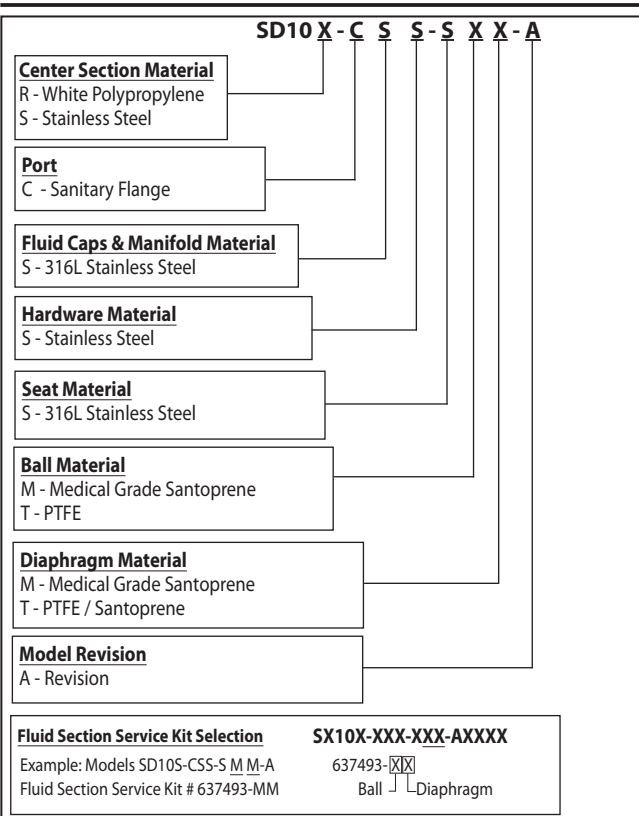 SD10 X - C S S - S X X - A
Center Section Material
R - White Polypropylene
S - Stainless Steel
Port
C - Sanitary Flange
Fluid Caps & Manifold Material
S - 316L Stainless Steel
Hardware Material
S - Stainless Steel
Seat Material
S - 316L Stainless Steel
Ball Material
M - Medical Grade Santoprene
T - PTFE
Diaphragm Material
M - Medical Grade Santoprene
T - PTFE / Santoprene
Model Revision
A - Revision
Fluid Section Service Kit Selection SX10X-XXX-XXX-AXXXX
Example: Models SD10S-CSS-S M M-A 637493-XX
Fluid Section Service Kit # 637493-MM Ball Diaphragm